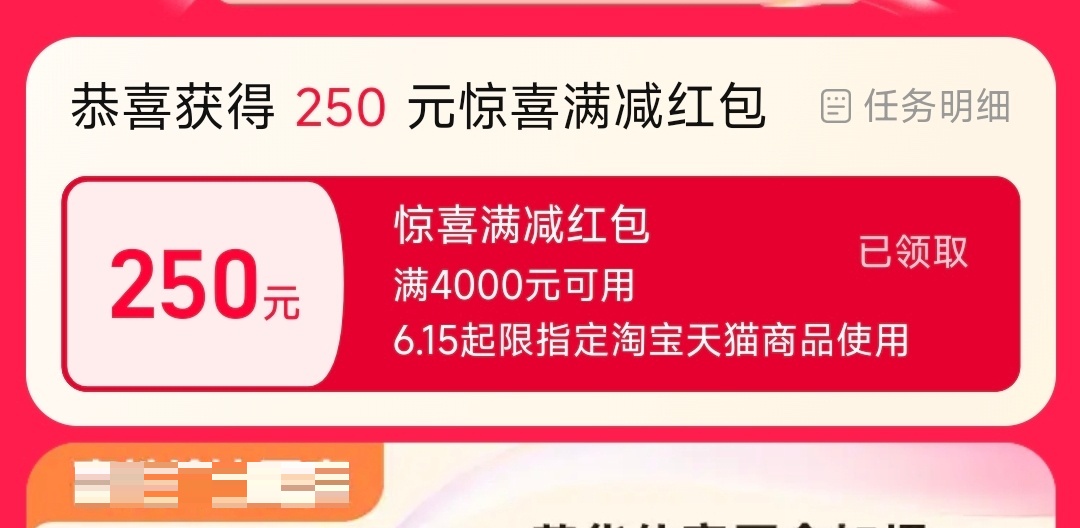 恭喜获得 250 元惊喜满减红包
任务明细
250元
惊喜满减红包
满4000元可用
6.15起限指定淘宝天猫商品使用
已领取